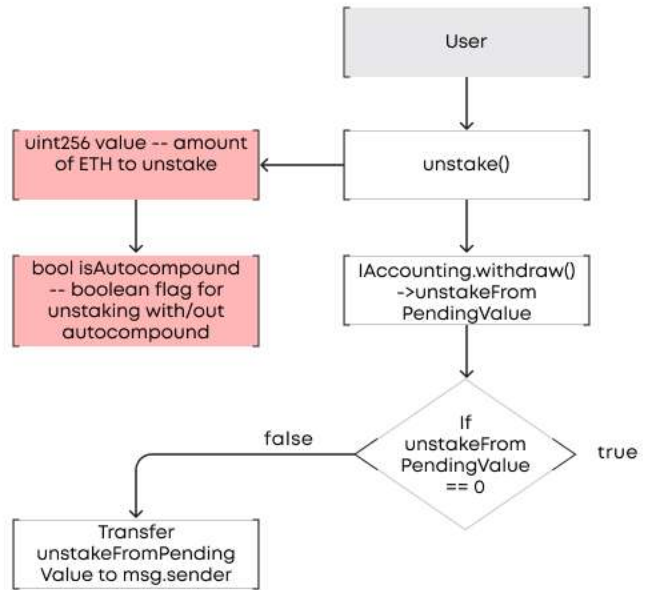 User
uint256 value -- amount
of ETH to unstake
unstake()
bool isAutocompound
-- boolean flag for
unstaking with/out
autocompound
IAccounting.withdraw()
->unstakeFrom
PendingValue
If
unstakeFrom
PendingValue
== 0
false
true
Transfer
unstakeFromPending
Value to msg.sender